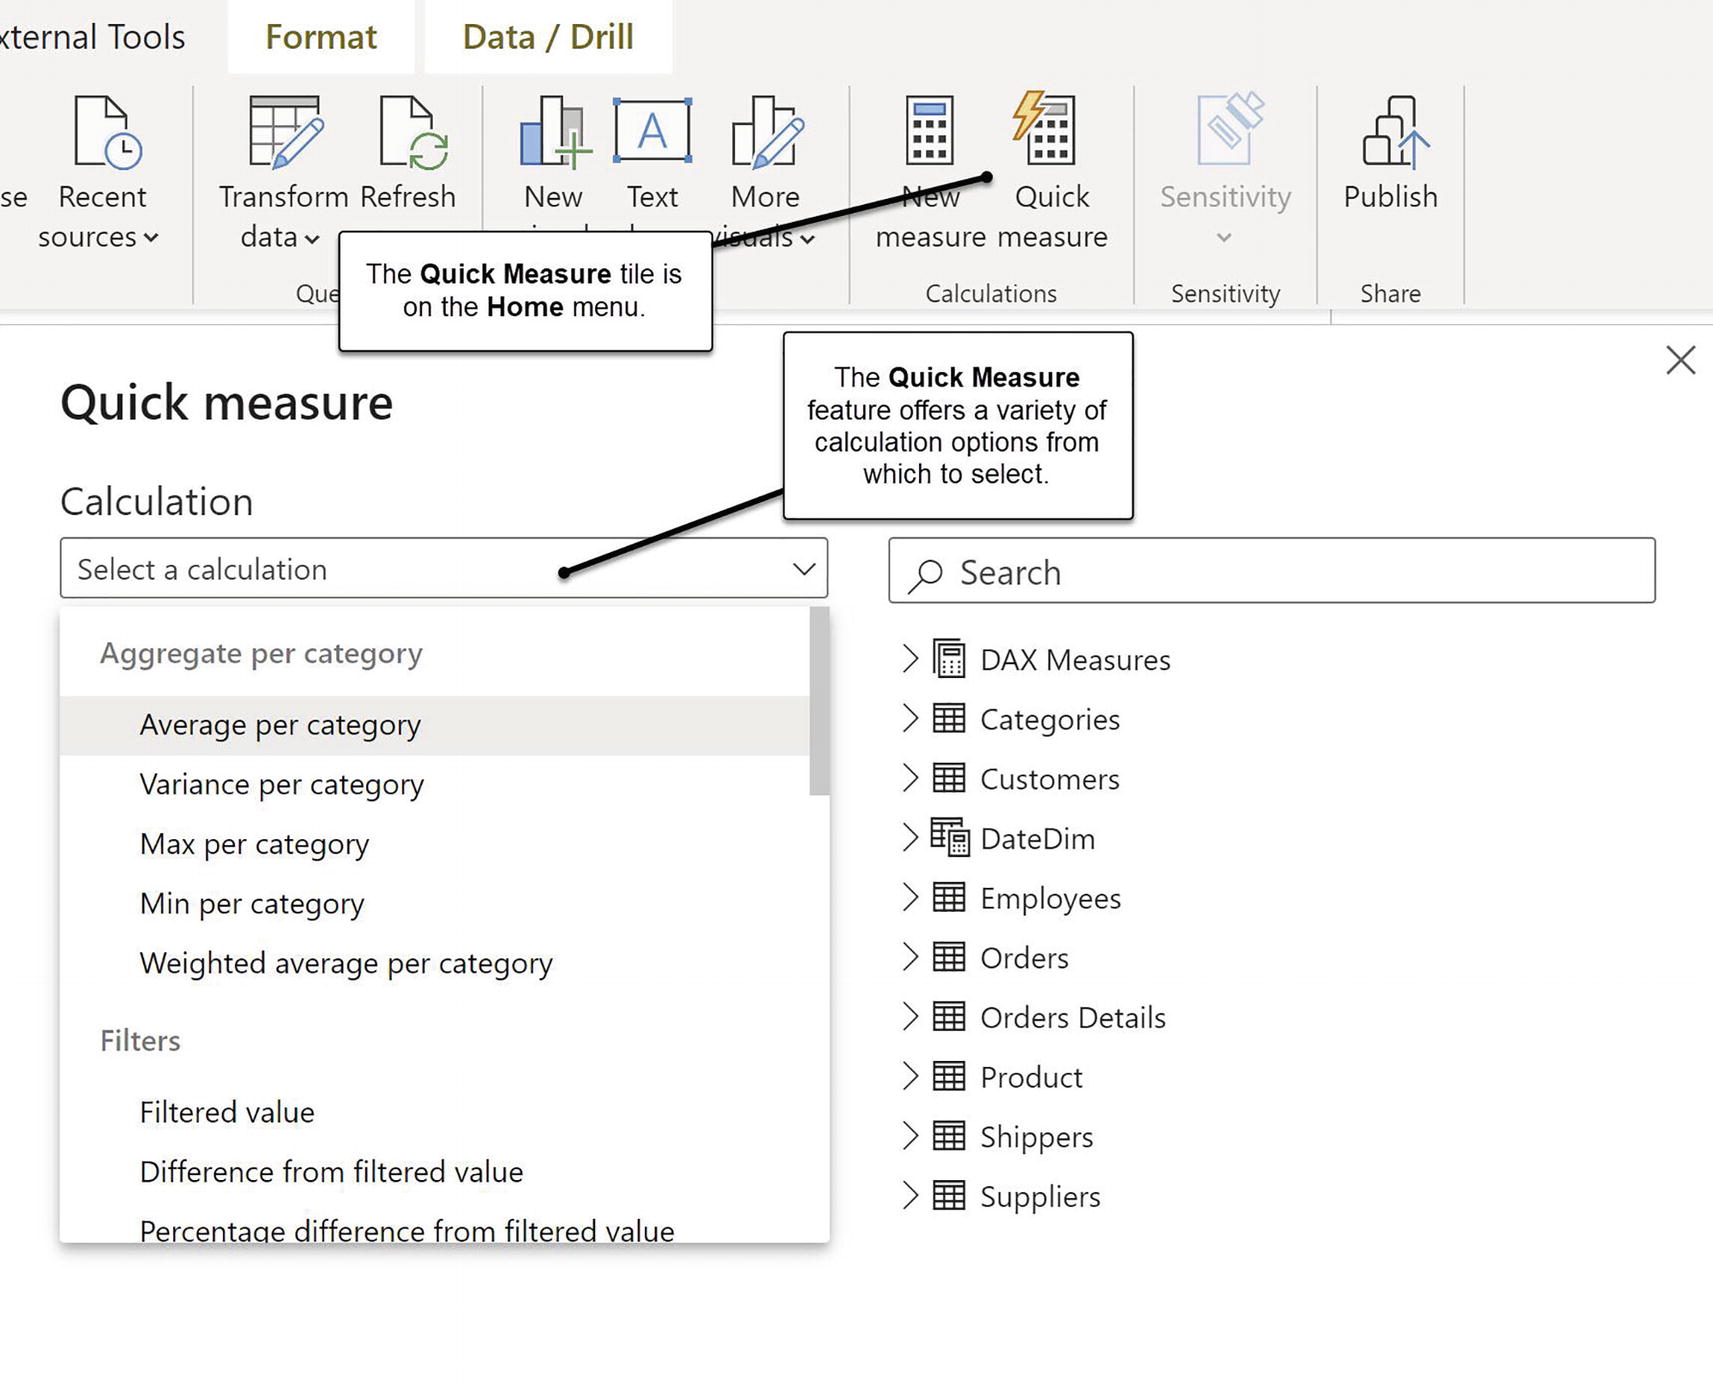 xternal Tools
Format
Data / Drill
se
Recent
sources
Transform
data
Refresh
New
Text
More
visuals
New
measure
Quick
measure
Sensitivity
Publish
Que
Calculations
Sensitivity
Share
The Quick Measure tile is
on the Home menu.
The Quick Measure
feature offers a variety of
calculation options from
which to select.
Quick measure
Calculation
Select a calculation
Search
Aggregate per category
Average per category
Variance per category
Max per category
Min per category
Weighted average per category
Filters
Filtered value
Difference from filtered value
Percentage difference from filtered value
DAX Measures
Categories
Customers
DateDim
Employees
Orders
Orders Details
Product
Shippers
Suppliers